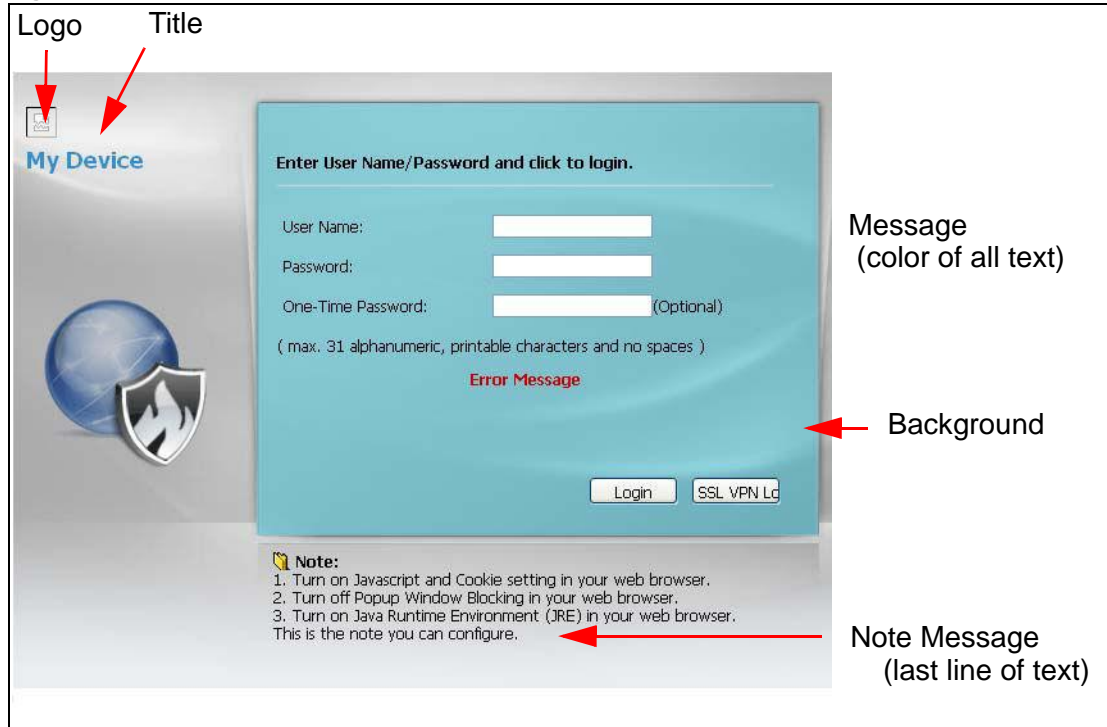 Logo
Title
My Device
Enter User Name/Password and click to login.
User Name:
Password:
One-Time Password:
(Optional)
( max. 31 alphanumeric, printable characters and no spaces )
Error Message
Login
SSL VPN Lo
Note:
1. Turn on Javascript and Cookie setting in your web browser.
2. Turn off Popup Window Blocking in your web browser.
3. Turn on Java Runtime Environment (JRE) in your web browser.
This is the note you can configure.
Message
(color of all text)
Background
Note Message
(last line of text)